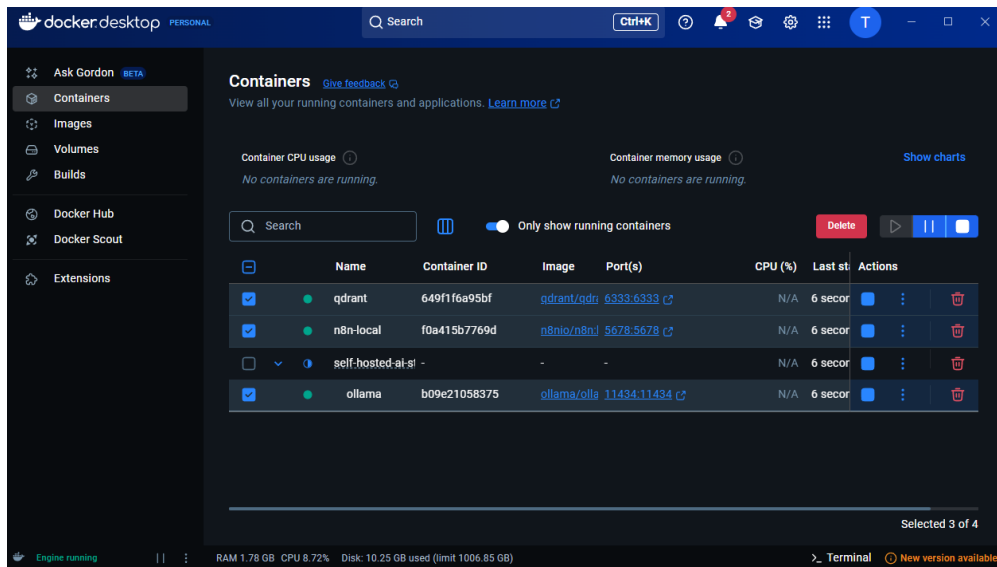 docker.desktop PERSONAL
Search
Ctrl+K
2
T
Ask Gordon BETA
Containers
Images
Volumes
Builds
Docker Hub
Docker Scout
Extensions
Containers Give feedback
View all your running containers and applications. Learn more
Container CPU usage
No containers are running.
Container memory usage
No containers are running.
Show charts
Search
Only show running containers
Delete
Name Container ID Image Port(s) CPU (%) Last st Actions
qdrant 649f1f6a95bf qdrant/qdr 6333:6333 N/A 6 secor
n8n-local f0a415b7769d n8nio/n8n: 5678:5678 N/A 6 secor
self-hosted-ai-st - - - N/A 6 secor
ollama b09e21058375 ollama/olla 11434:11434 N/A 6 secor
Selected 3 of 4
Engine running
RAM 1.78 GB CPU 8.72% Disk: 10.25 GB used (limit 1006.85 GB)
>_ Terminal
New version available